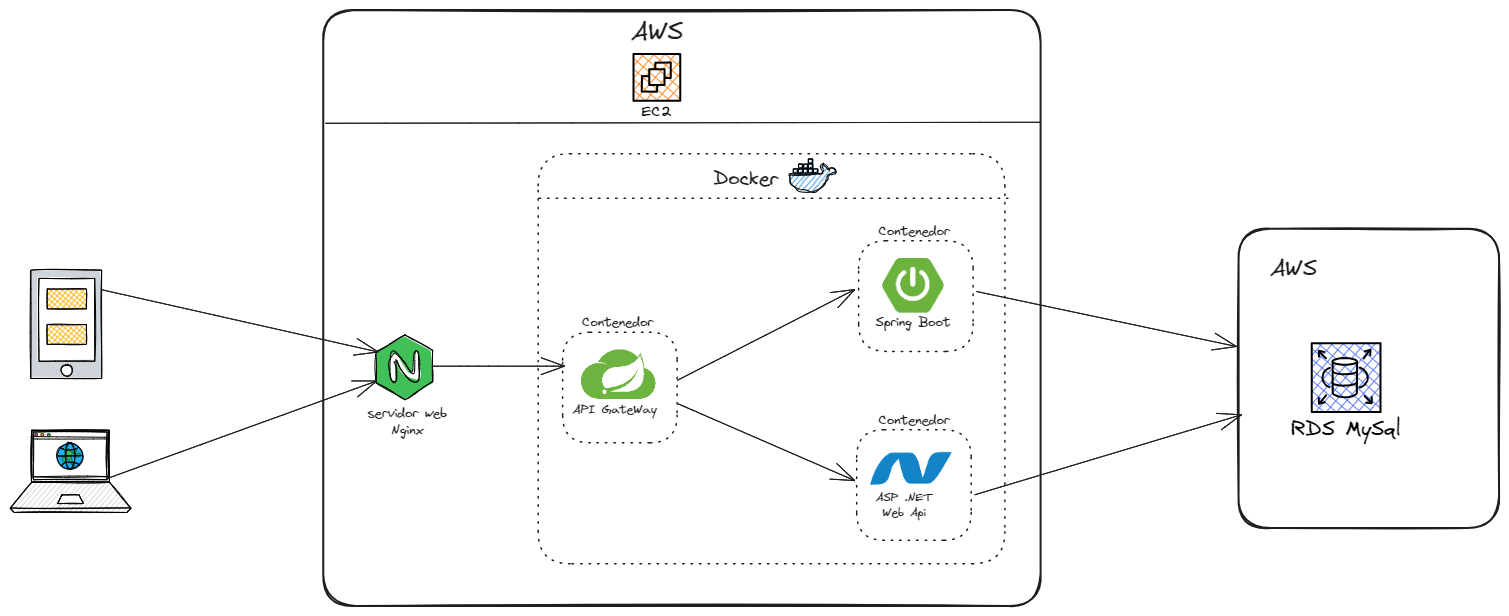 AWS
EC2
Docker
Contenedor
Spring Boot
Contenedor
API GateWay
servidor web
Nginx
Contenedor
ASP .NET
Web Api
AWS
RDS MySql